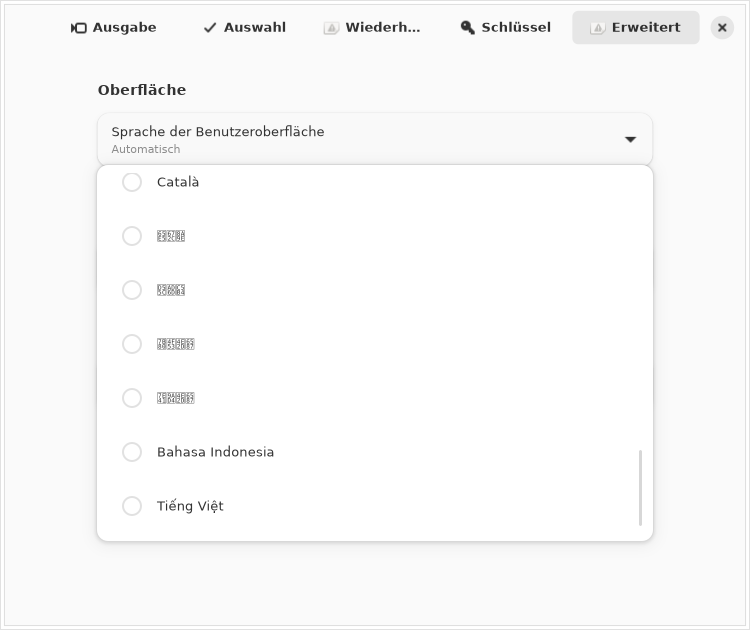 Ausgabe
Auswahl
Wiederh…
Schlüssel
Erweitert
Oberfläche
Sprache der Benutzeroberfläche
Automatisch
Català
Bahasa Indonesia
Tiếng Việt